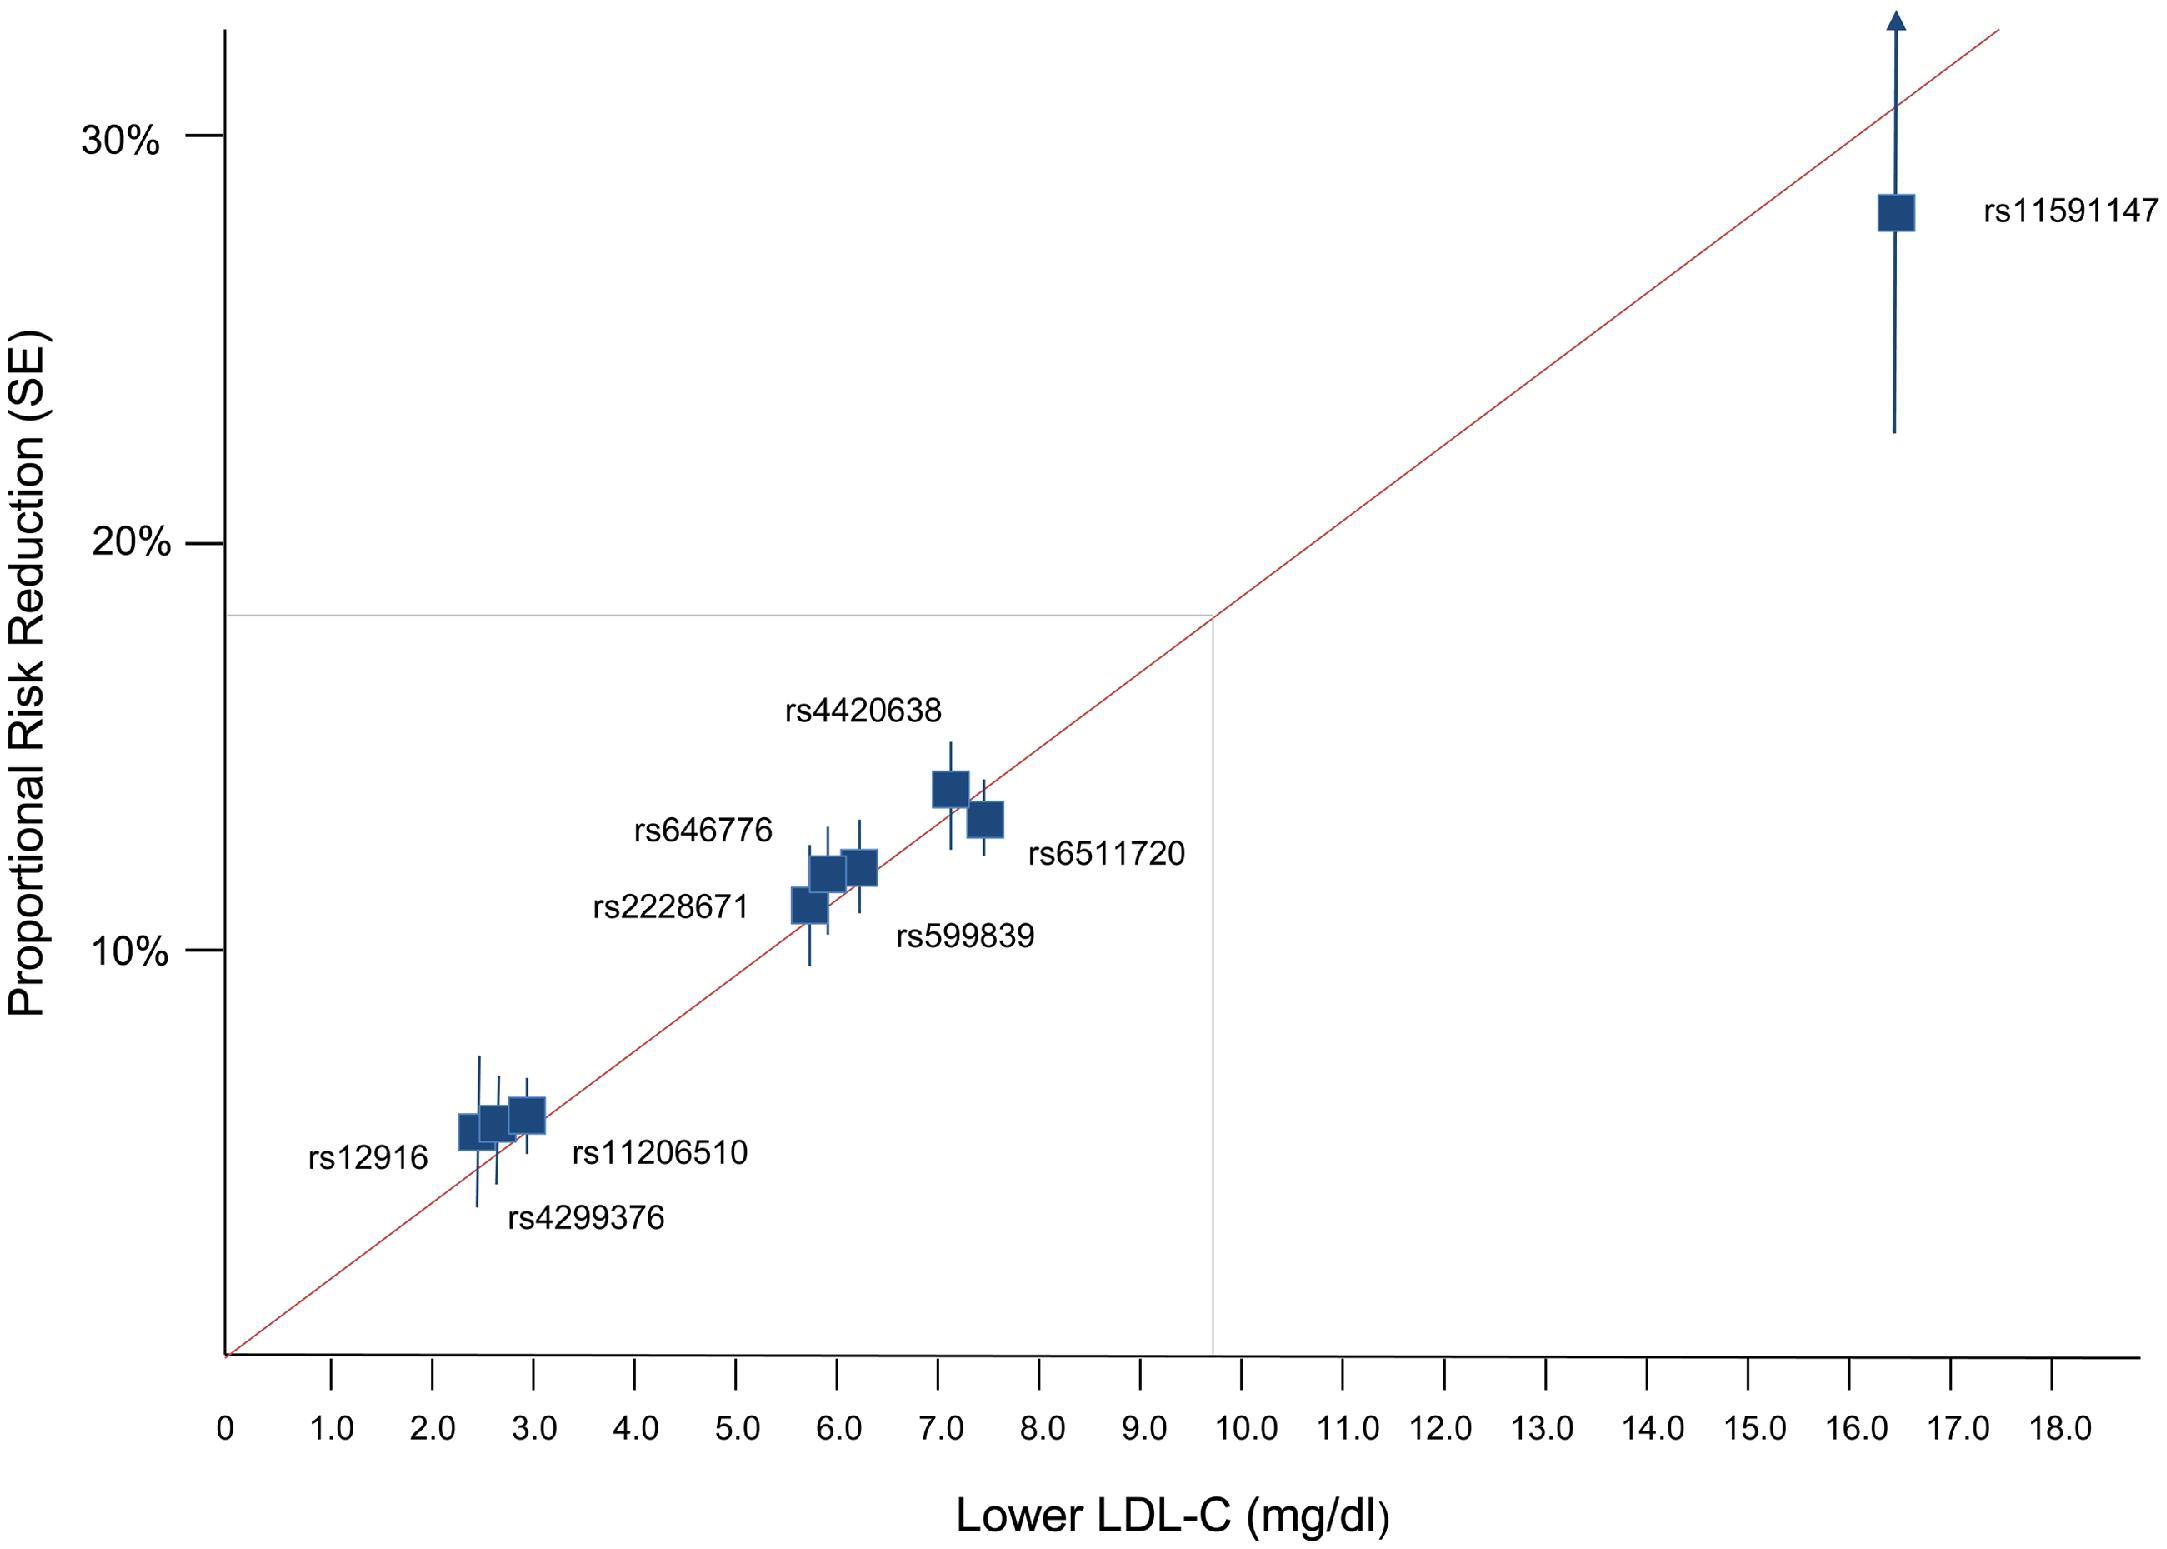 Proportional Risk Reduction (SE)
30%
20%
10%
rs11591147
rs4420638
rs646776
rs6511720
rs2228671
rs599839
rs12916
rs11206510
rs4299376
0 1.0 2.0 3.0 4.0 5.0 6.0 7.0 8.0 9.0 10.0 11.0 12.0 13.0 14.0 15.0 16.0 17.0 18.0
Lower LDL-C (mg/dl)